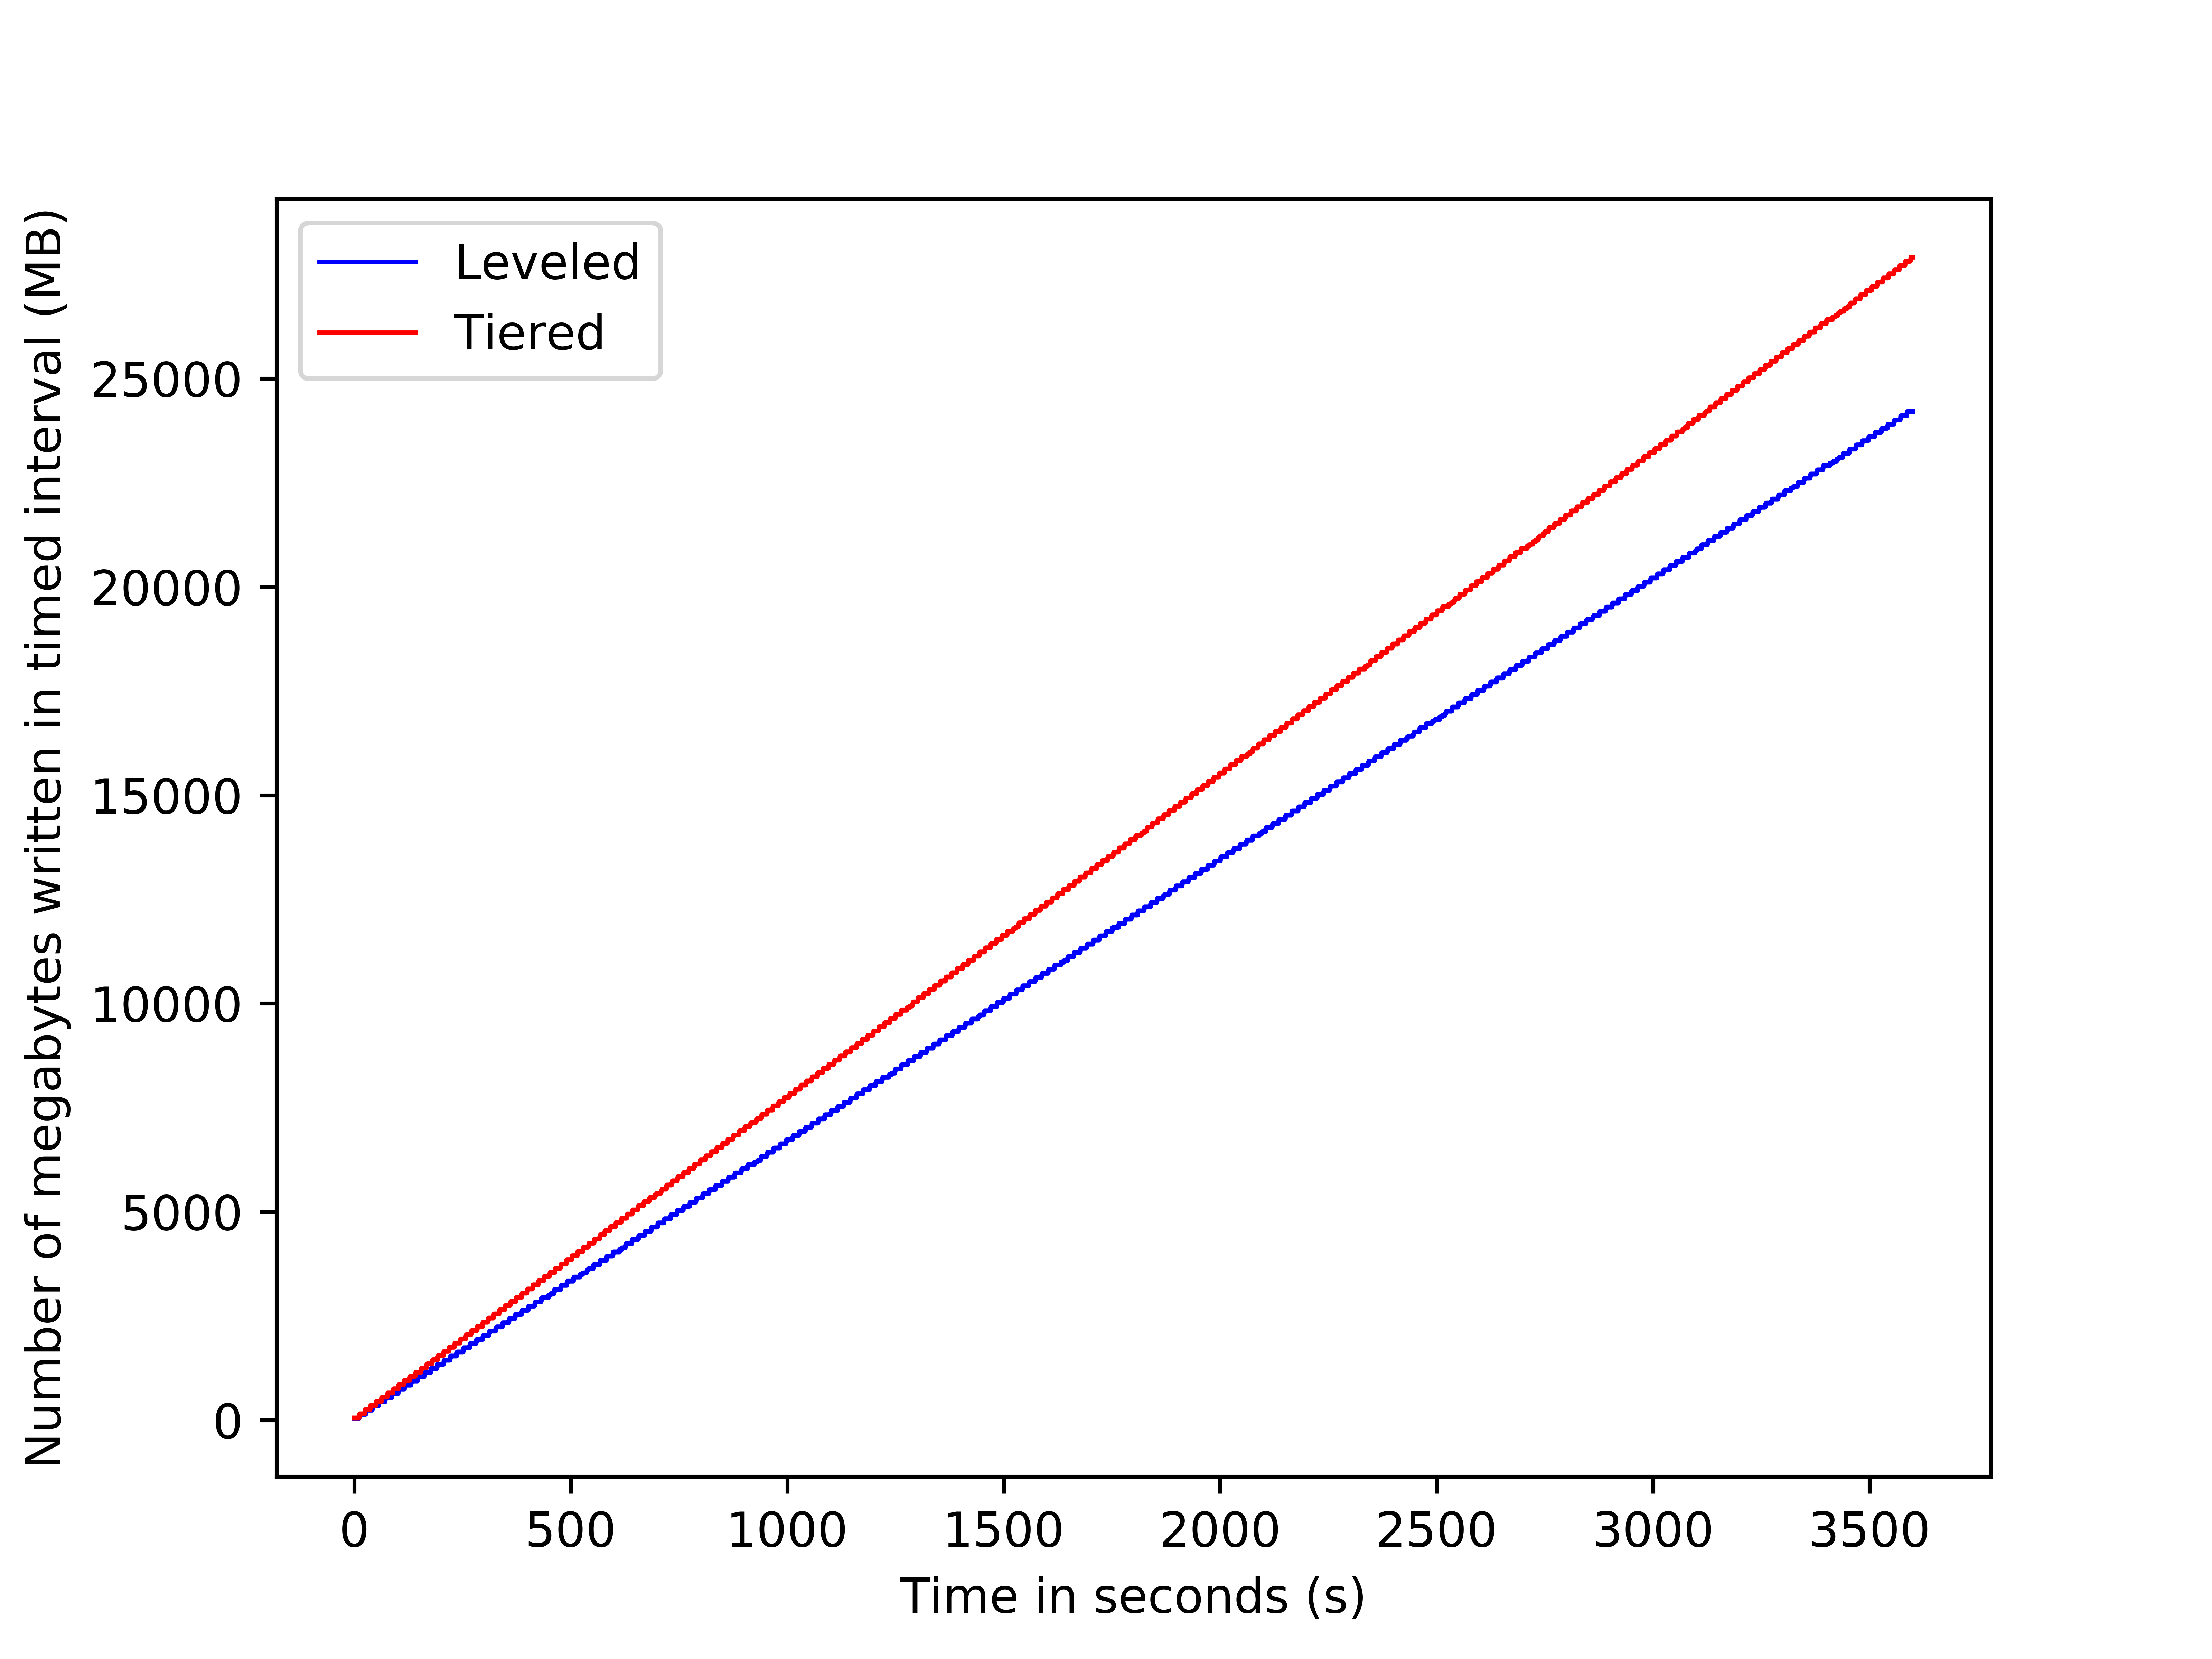 Leveled
Tiered
Number of megabytes written in timed interval (MB)
25000
20000
15000
10000
5000
0
0 500 1000 1500 2000 2500 3000 3500
Time in seconds (s)